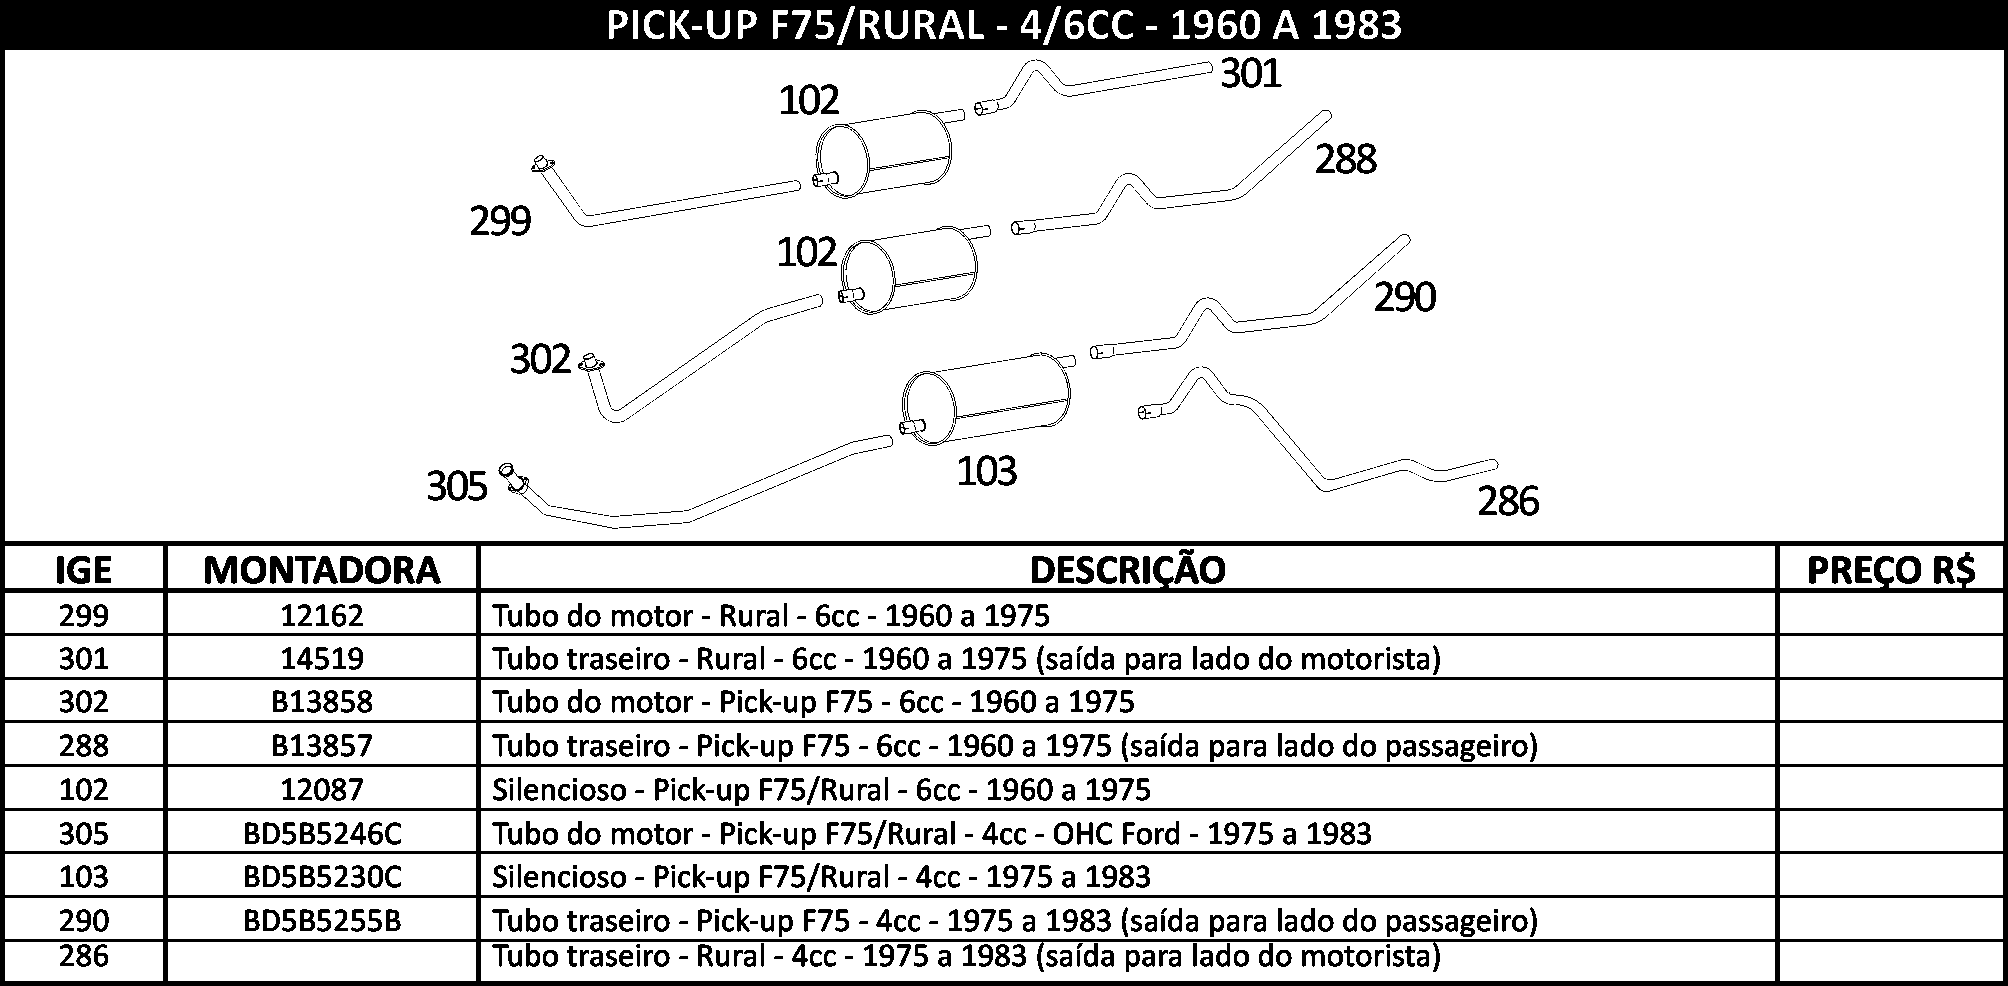 PICK-UP F75/RURAL - 4/6CC - 1960 A 1983
301
102
288
299
102
290
302
103
305
286
IGE MONTADORA DESCRIÇÃO PREÇO R$
299 12162 Tubo do motor - Rural - 6cc - 1960 a 1975
301 14519 Tubo traseiro - Rural - 6cc - 1960 a 1975 (saída para lado do motorista)
302 B13858 Tubo do motor - Pick-up F75 - 6cc - 1960 a 1975
288 B13857 Tubo traseiro - Pick-up F75 - 6cc - 1960 a 1975 (saída para lado do passageiro)
102 12087 Silencioso - Pick-up F75/Rural - 6cc - 1960 a 1975
305 BD5B5246C Tubo do motor - Pick-up F75/Rural - 4cc - OHC Ford - 1975 a 1983
103 BD5B5230C Silencioso - Pick-up F75/Rural - 4cc - 1975 a 1983
290 BD5B5255B Tubo traseiro - Pick-up F75 - 4cc - 1975 a 1983 (saída para lado do passageiro)
286 Tubo traseiro - Rural - 4cc - 1975 a 1983 (saída para lado do motorista)